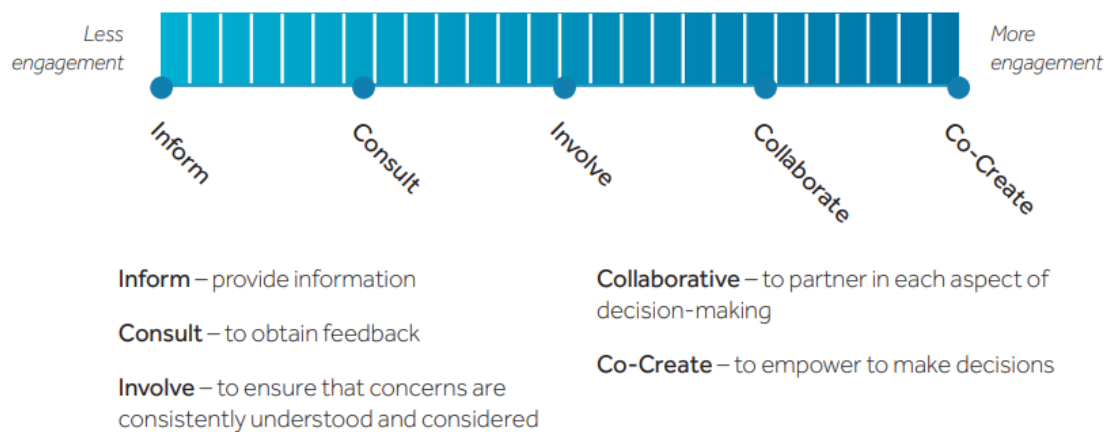 Less
engagement
More
engagement
Inform
Consult
Involve
Collaborate
Co-Create
Inform – provide information
Consult – to obtain feedback
Involve – to ensure that concerns are
consistently understood and considered
Collaborative – to partner in each aspect of
decision-making
Co-Create – to empower to make decisions